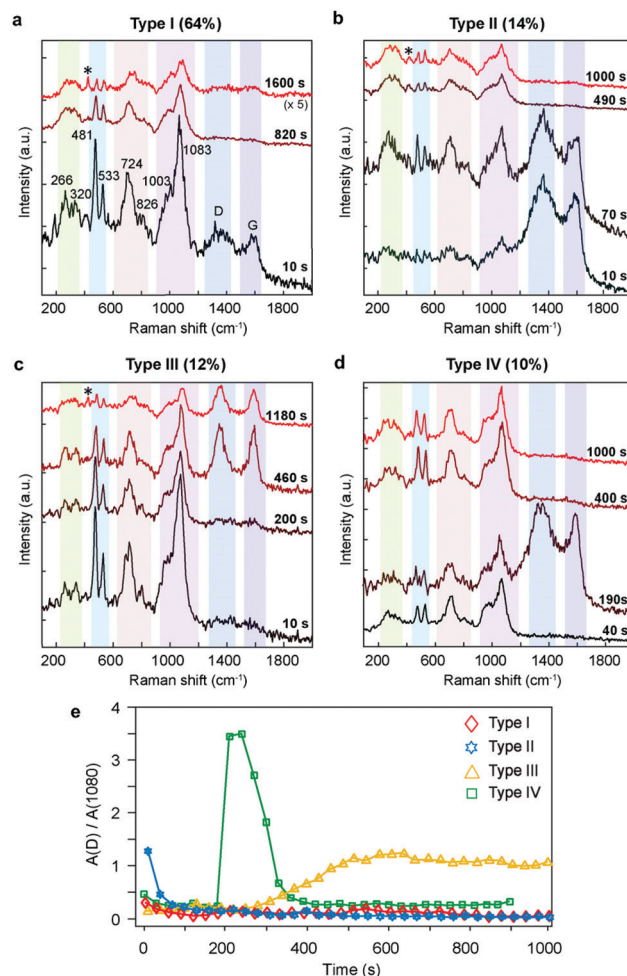 a Type I (64%)
Intensity (a.u.)
*
1600 s
(x 5)
820 s
481
1083
724
533
266
320
1003
826
D
G
10 s
200 600 1000 1400 1800
Raman shift (cm-1)
b Type II (14%)
Intensity (a.u.)
*
1000 s
490 s
70 s
10 s
200 600 1000 1400 1800
Raman shift (cm-1)
c Type III (12%)
Intensity (a.u.)
*
1180 s
460 s
200 s
10 s
200 600 1000 1400 1800
Raman shift (cm-1)
d Type IV (10%)
Intensity (a.u.)
1000 s
400 s
190s
40 s
200 600 1000 1400 1800
Raman shift (cm-1)
e
A(D) / A(1080)
4
3
2
1
0
Type I
Type II
Type III
Type IV
0 200 400 600 800 1000
Time (s)